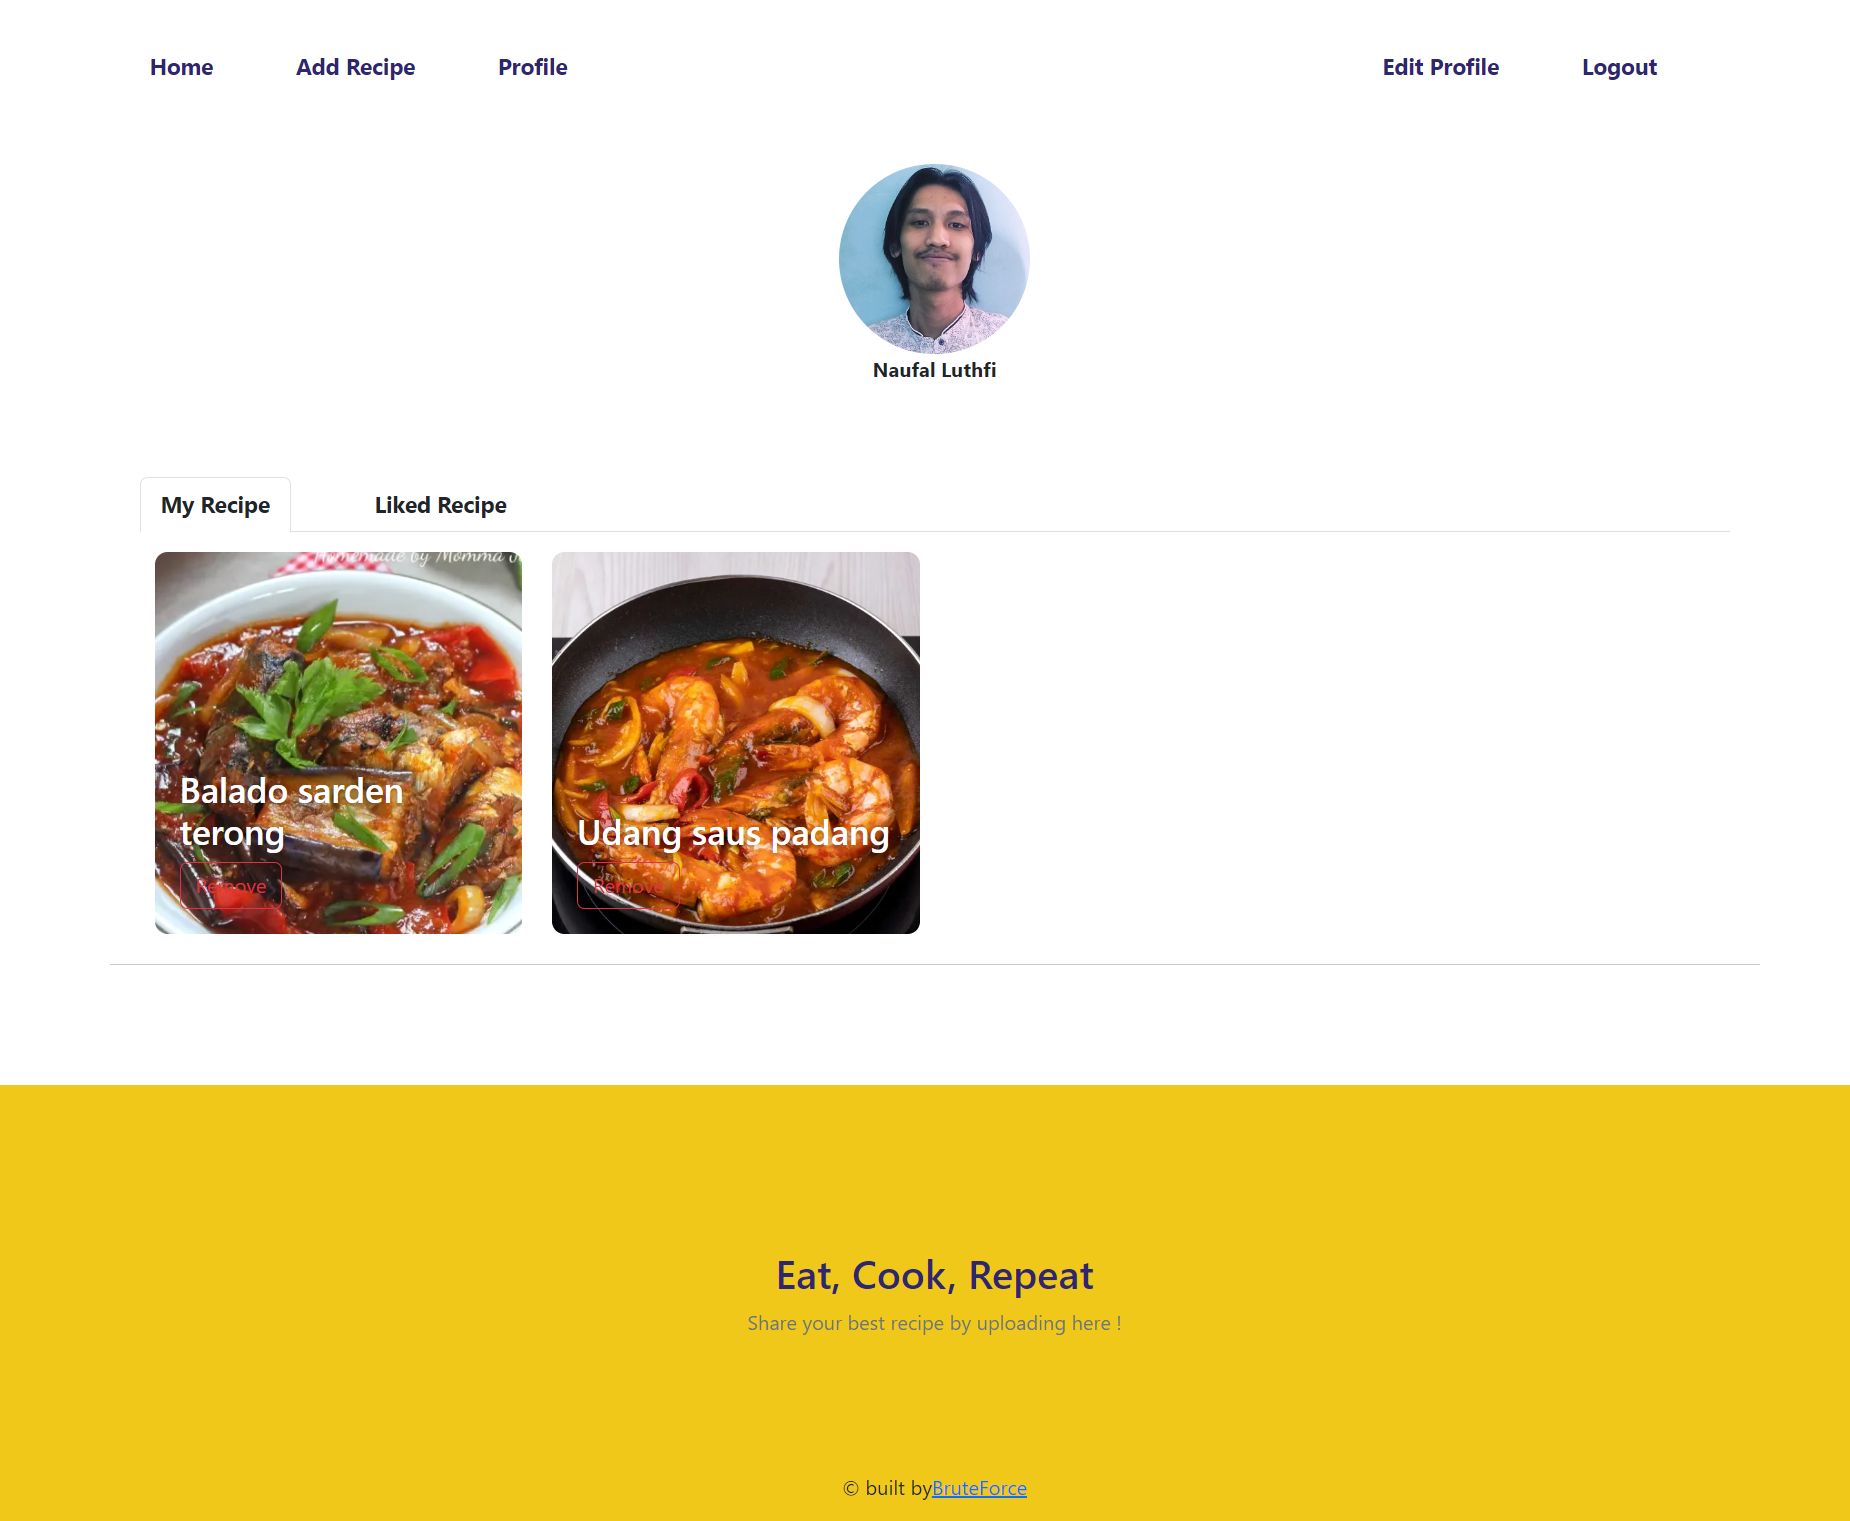 Home
Add Recipe
Profile
Edit Profile
Logout
Naufal Luthfi
My Recipe
Liked Recipe
Homemade by Momma
Balado sarden
terong
Remove
Udang saus padang
Remove
Eat, Cook, Repeat
Share your best recipe by uploading here !
© built byBruteForce